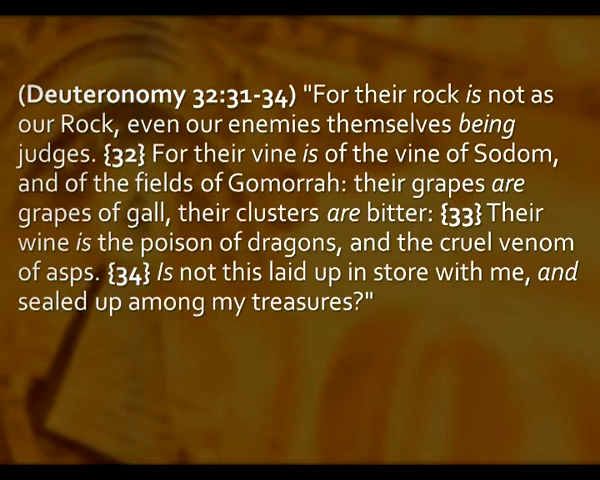 (Deuteronomy 32:31-34) "For their rock is not as
our Rock, even our enemies themselves being
judges. {32} For their vine is of the vine of Sodom,
and of the fields of Gomorrah: their grapes are
grapes of gall, their clusters are bitter: {33} Their
wine is the poison of dragons, and the cruel venom
of asps. {34} Is not this laid up in store with me, and
sealed up among my treasures?"